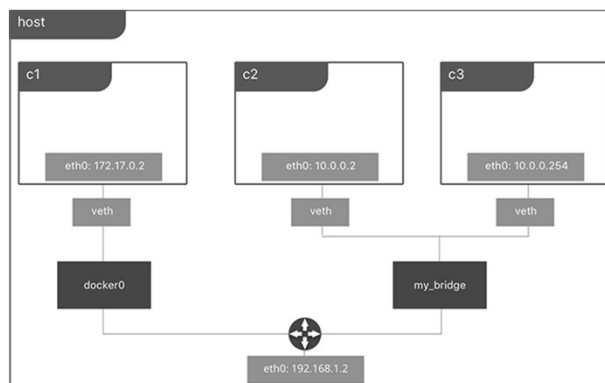 host
c1
c2
c3
eth0: 172.17.0.2
eth0: 10.0.0.2
eth0: 10.0.0.254
veth
veth
veth
docker0
my_bridge
eth0: 192.168.1.2